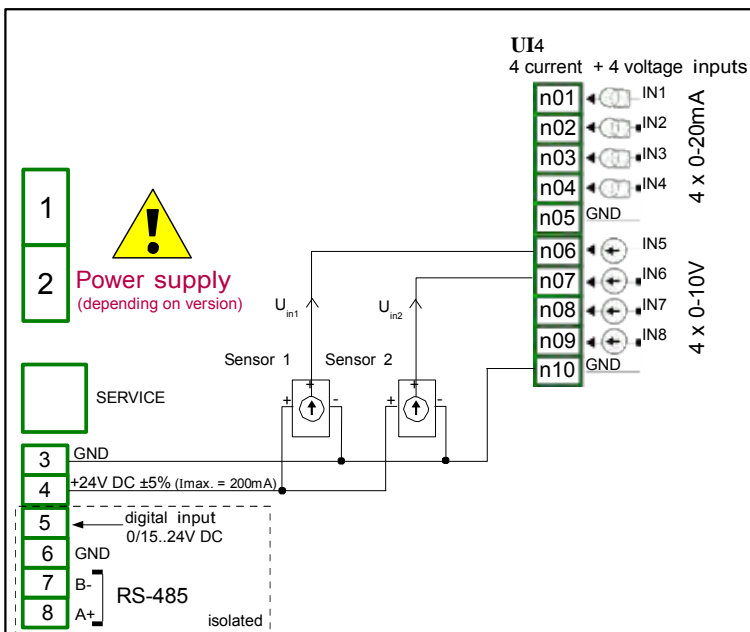 UI4
4 current + 4 voltage inputs
n01 IN1
n02 IN2
n03 IN3
n04 IN4
n05 GND
4 x 0-20mA
n06 IN5
n07 IN6
n08 IN7
n09 IN8
n10 GND
4 x 0-10V
1
2
!
Power supply
(depending on version)
Uin1
Uin2
Sensor 1
Sensor 2
+
+ -
+
+ -
SERVICE
3 GND
4 +24V DC ±5% (Imax. = 200mA)
5 digital input
0/15..24V DC
6 GND
7 B-
8 A+
RS-485
isolated